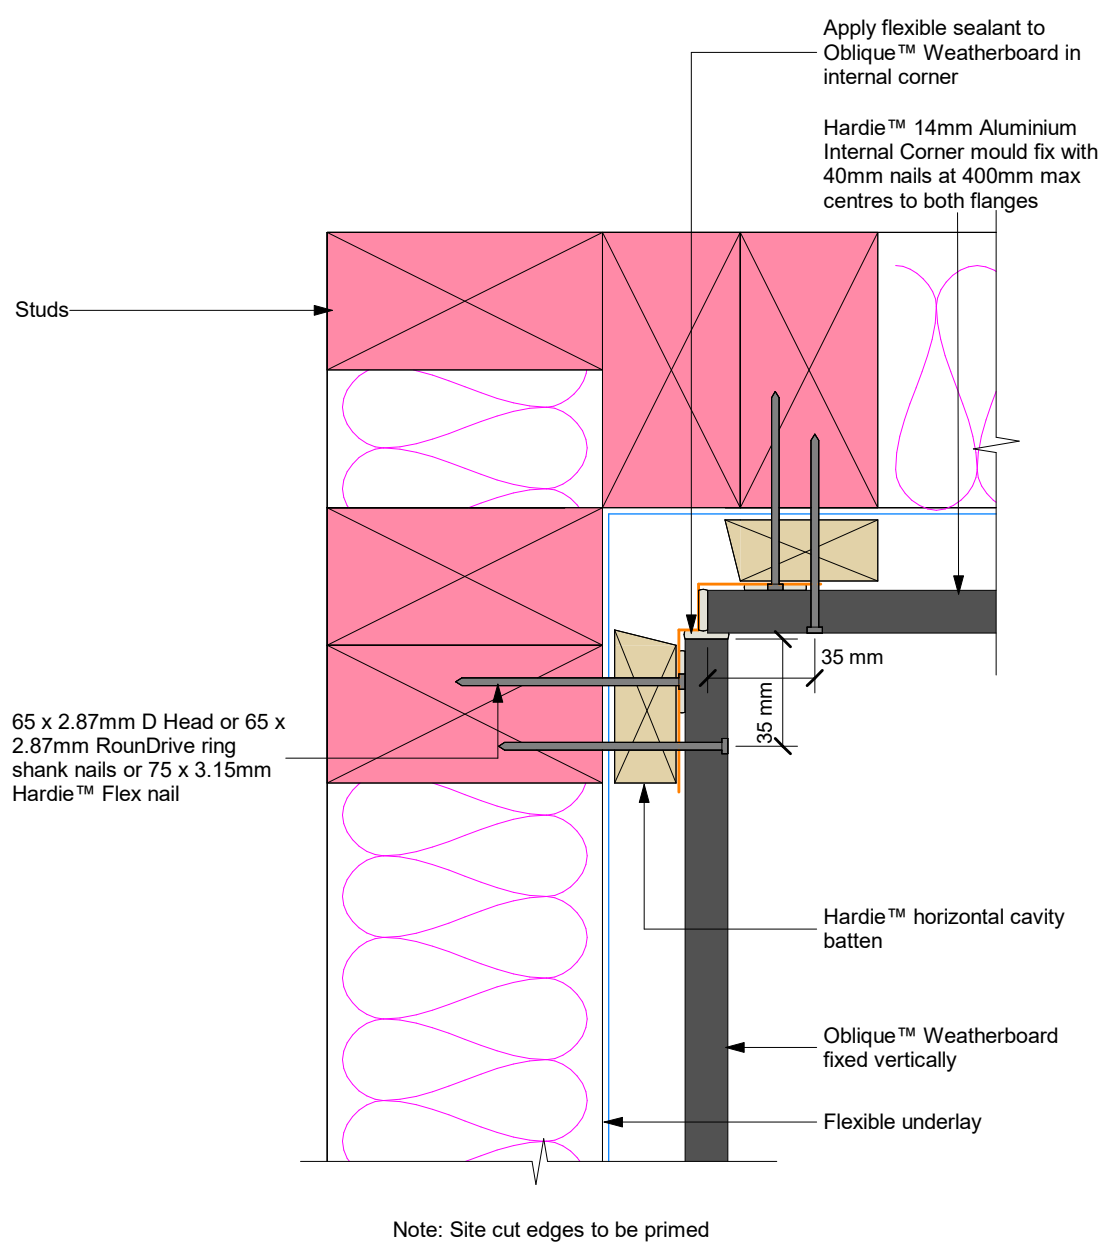 Apply flexible sealant to
Oblique™ Weatherboard in
internal corner
Hardie™ 14mm Aluminium
Internal Corner mould fix with
40mm nails at 400mm max
centres to both flanges
Studs
35 mm
35 mm
65 x 2.87mm D Head or 65 x
2.87mm RounDrive ring
shank nails or 75 x 3.15mm
Hardie™ Flex nail
Hardie™ horizontal cavity
batten
Oblique™ Weatherboard
fixed vertically
Flexible underlay
Note: Site cut edges to be primed